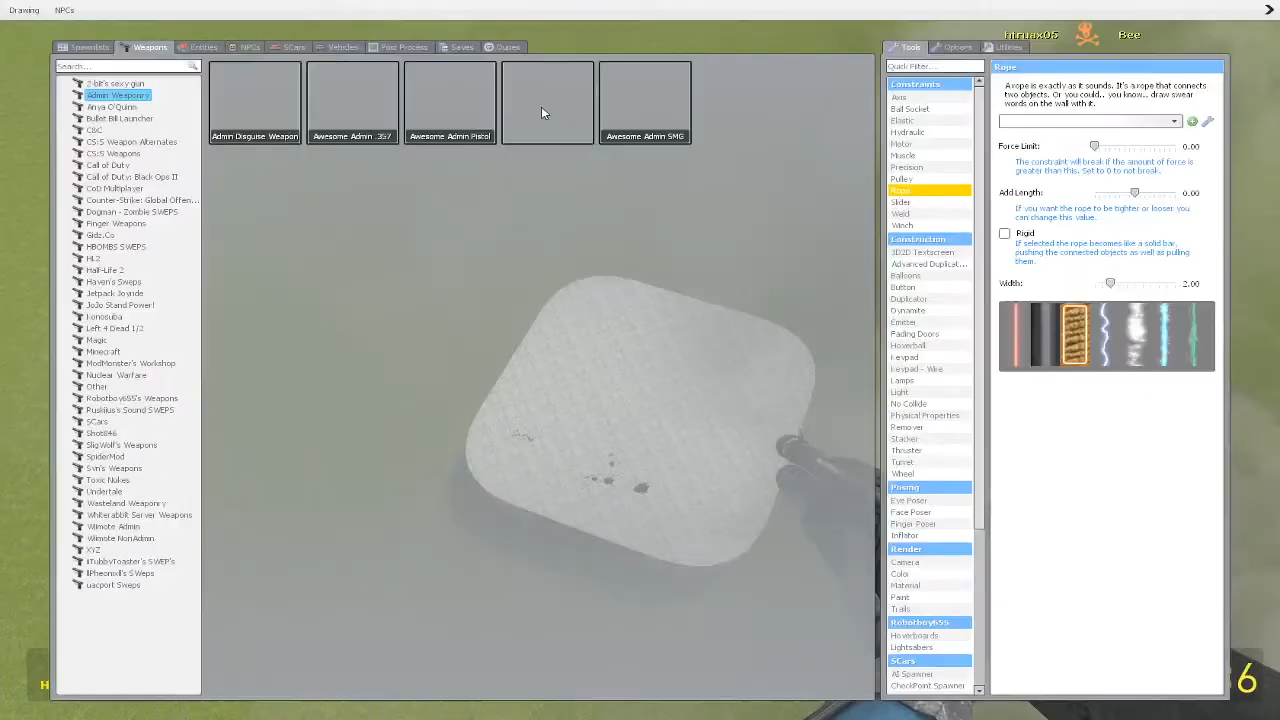 Drawing NPCs
htruax05 Bee
Spawnlists Weapons Entities NPCs SCars Vehicles Post Process Saves Dupes
Search...
2-bit's sexy gun
Admin Weaponry
Anya O'Quinn
Bullet Bill Launcher
C&C
CS:S Weapon Alternates
CS:S Weapons
Call of Duty
Call of Duty: Black Ops II
CoD Multiplayer
Counter-Strike: Global Offen...
Dogman - Zombie SWEPS
Finger Weapons
Gidz.Co
HBOMBS SWEPS
HL2
Half-Life 2
Haven's Sweps
Jetpack Joyride
JoJo Stand Power!
Konosuba
Left 4 Dead 1/2
Magic
Minecraft
ModMonster's Workshop
Nuclear Warfare
Other
Robotboy655's Weapons
Ruskiius's Sound SWEPS
SCars
Shot846
SligWolf's Weapons
SpiderMod
Svn's Weapons
Toxic Nukes
Undertale
Wasteland Weaponry
Whiterabbit Server Weapons
Wiimote Admin
Wiimote NonAdmin
XYZ
iiTubbyToaster's SWEP's
llPheonixll's SWeps
uacport Sweps
Admin Disguise Weapon
Awesome Admin .357
Awesome Admin Pistol
Awesome Admin SMG
Tools Options Utilities
Quick Filter...
Constraints
Axis
Ball Socket
Elastic
Hydraulic
Motor
Muscle
Precision
Pulley
Rope
Slider
Weld
Winch
Construction
3D2D Textscreen
Advanced Duplicat...
Balloons
Button
Duplicator
Dynamite
Emitter
Fading Doors
Hoverball
Keypad
Keypad - Wire
Lamps
Light
No Collide
Physical Properties
Remover
Stacker
Thruster
Turret
Wheel
Posing
Eye Poser
Face Poser
Finger Poser
Inflator
Render
Camera
Color
Material
Paint
Trails
Robotboy655
Hoverboards
Lightsabers
SCars
AI Spawner
CheckPoint Spawner
Rope
A rope is exactly as it sounds. It's a rope that connects
two objects. Or you could.. you know.. draw swear
words on the wall with it.
Force Limit: 0.00
The constraint will break if the amount of force is
greater than this. Set to 0 to not break.
Add Length: 0.00
If you want the rope to be tighter or looser you
can change this value.
Rigid
If selected the rope becomes like a solid bar,
pushing the connected objects as well as pulling
them.
Width: 2.00
H
6